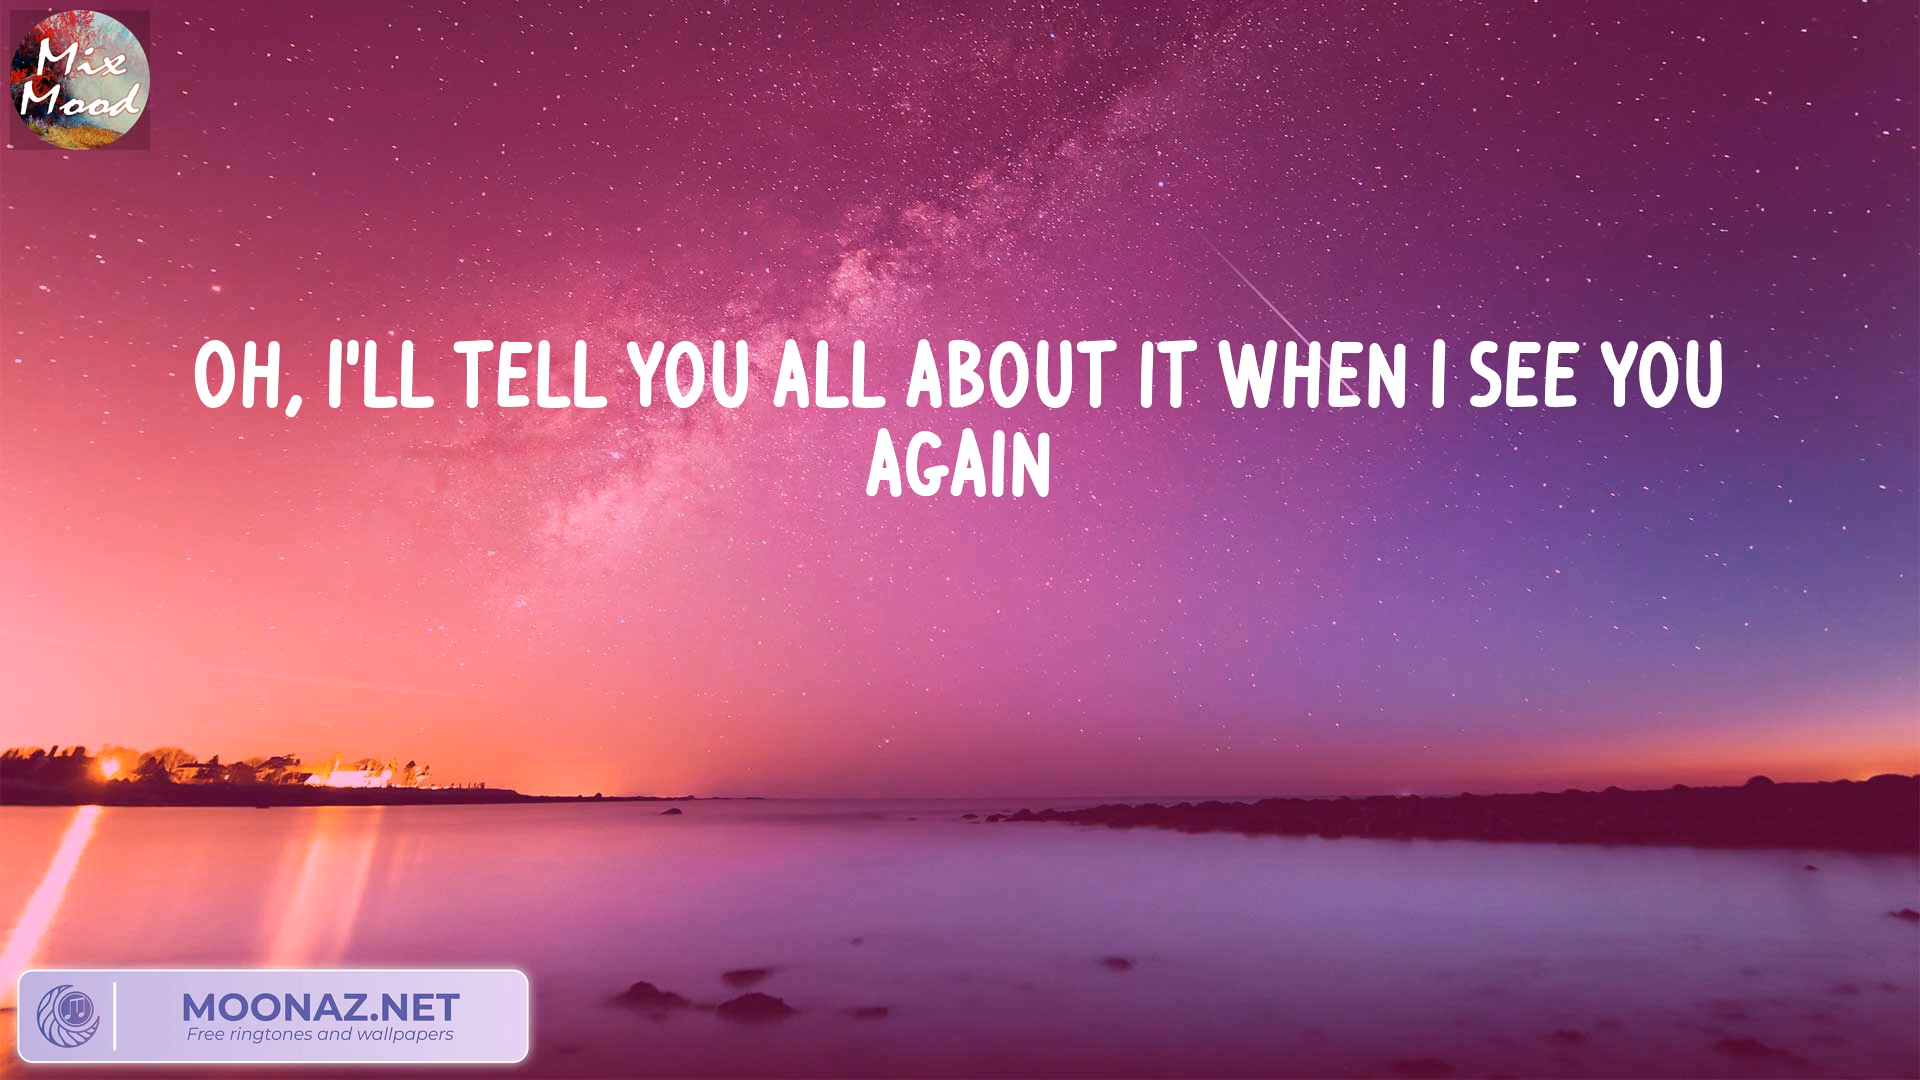 Mix
Mood
OH, I'LL TELL YOU ALL ABOUT IT WHEN I SEE YOU
AGAIN
MOONAZ.NET
Free ringtones and wallpapers